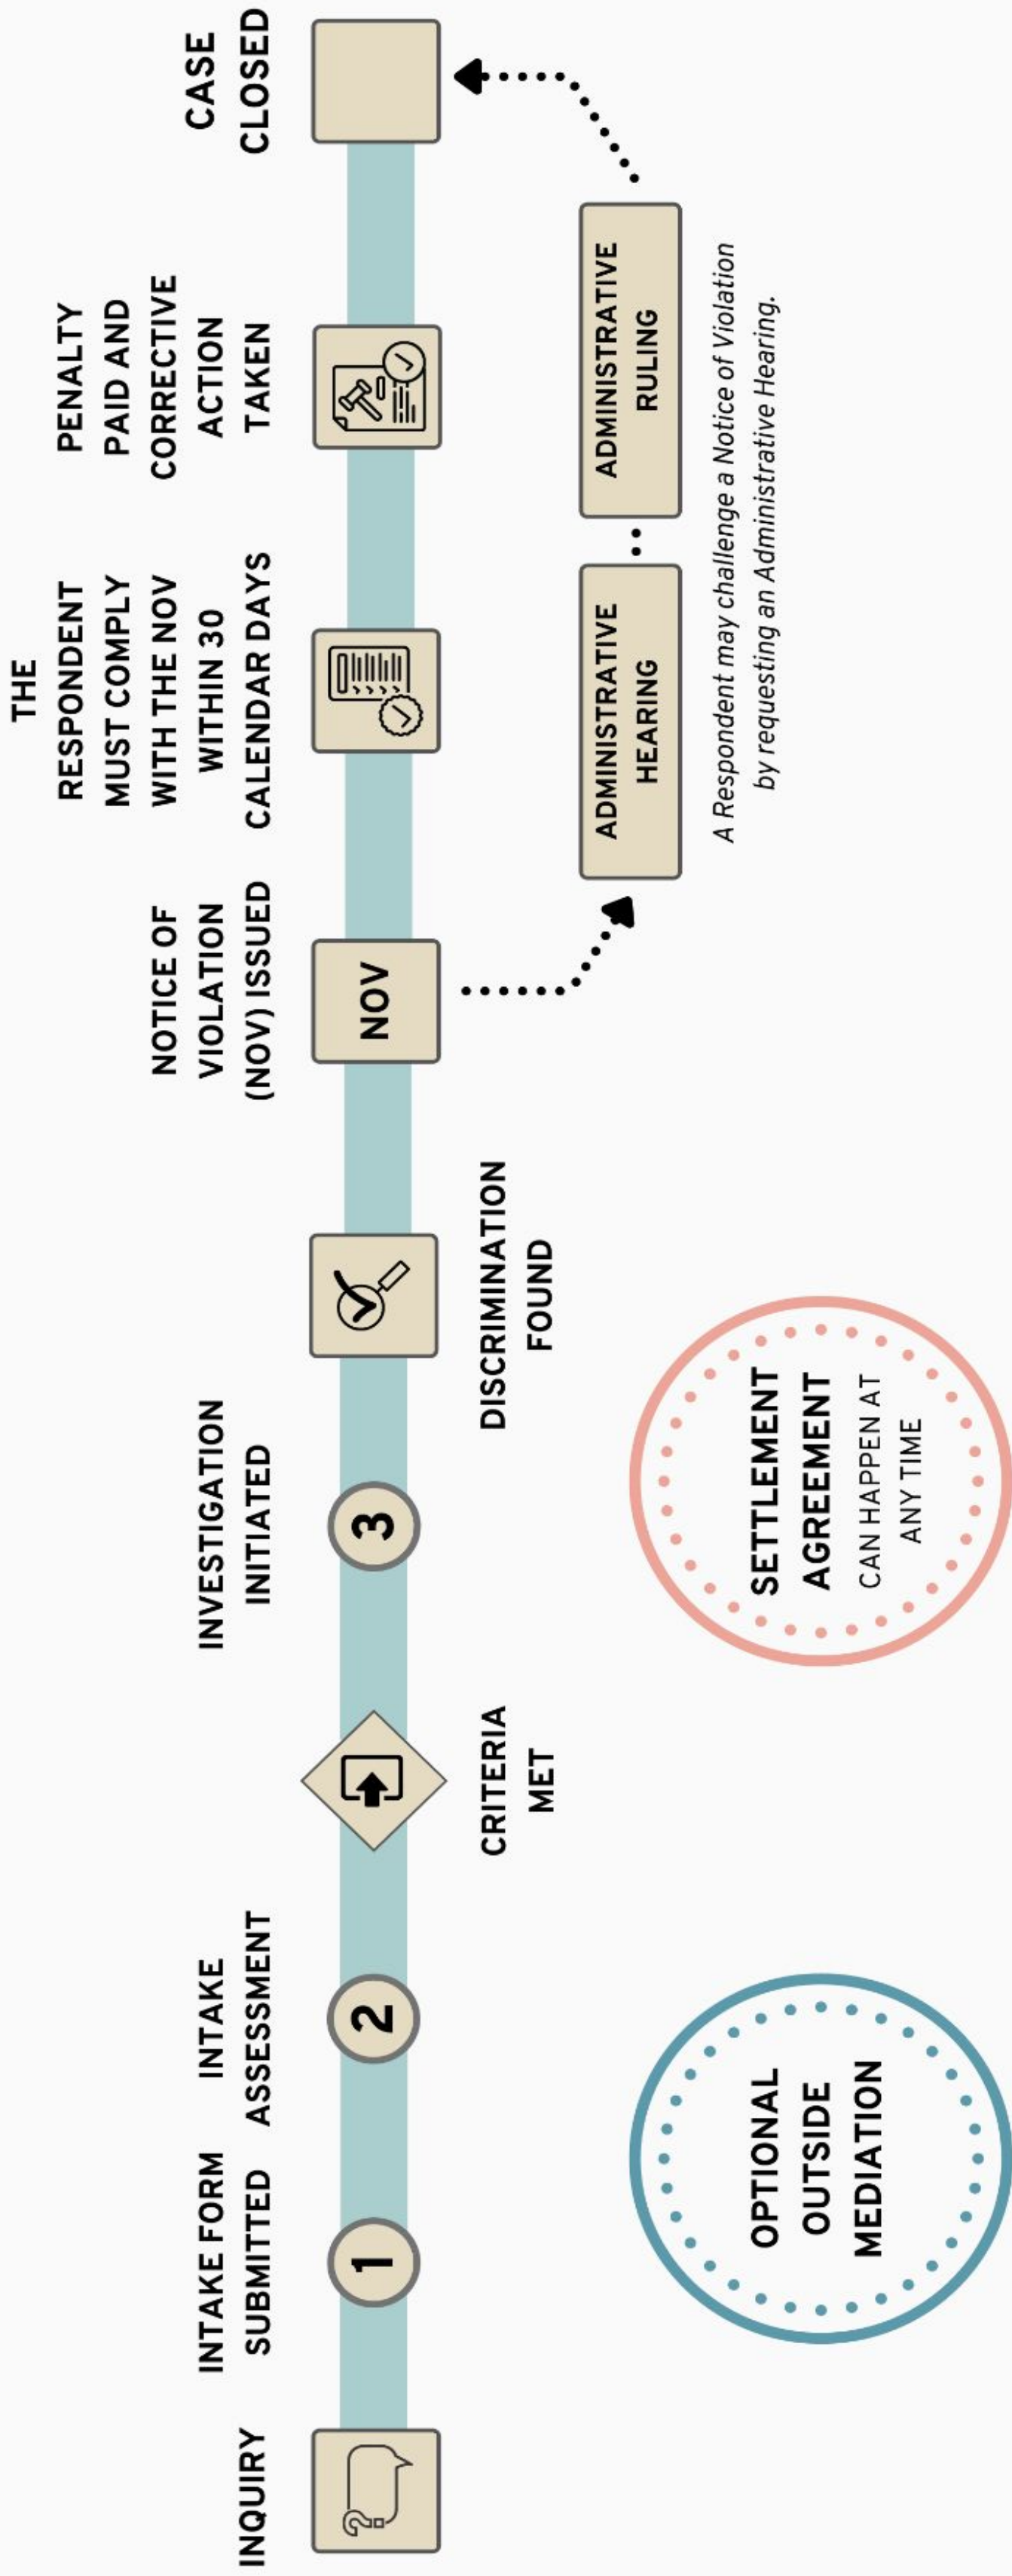 INQUIRY
INTAKE FORM
SUBMITTED
1
INTAKE
ASSESSMENT
2
CRITERIA
MET
INVESTIGATION
INITIATED
3
DISCRIMINATION
FOUND
NOTICE OF
VIOLATION
(NOV) ISSUED
NOV
THE
RESPONDENT
MUST COMPLY
WITH THE NOV
WITHIN 30
CALENDAR DAYS
PENALTY
PAID AND
CORRECTIVE
ACTION
TAKEN
CASE
CLOSED
ADMINISTRATIVE
HEARING
ADMINISTRATIVE
RULING
A Respondent may challenge a Notice of Violation
by requesting an Administrative Hearing.
OPTIONAL
OUTSIDE
MEDIATION
SETTLEMENT
AGREEMENT
CAN HAPPEN AT
ANY TIME